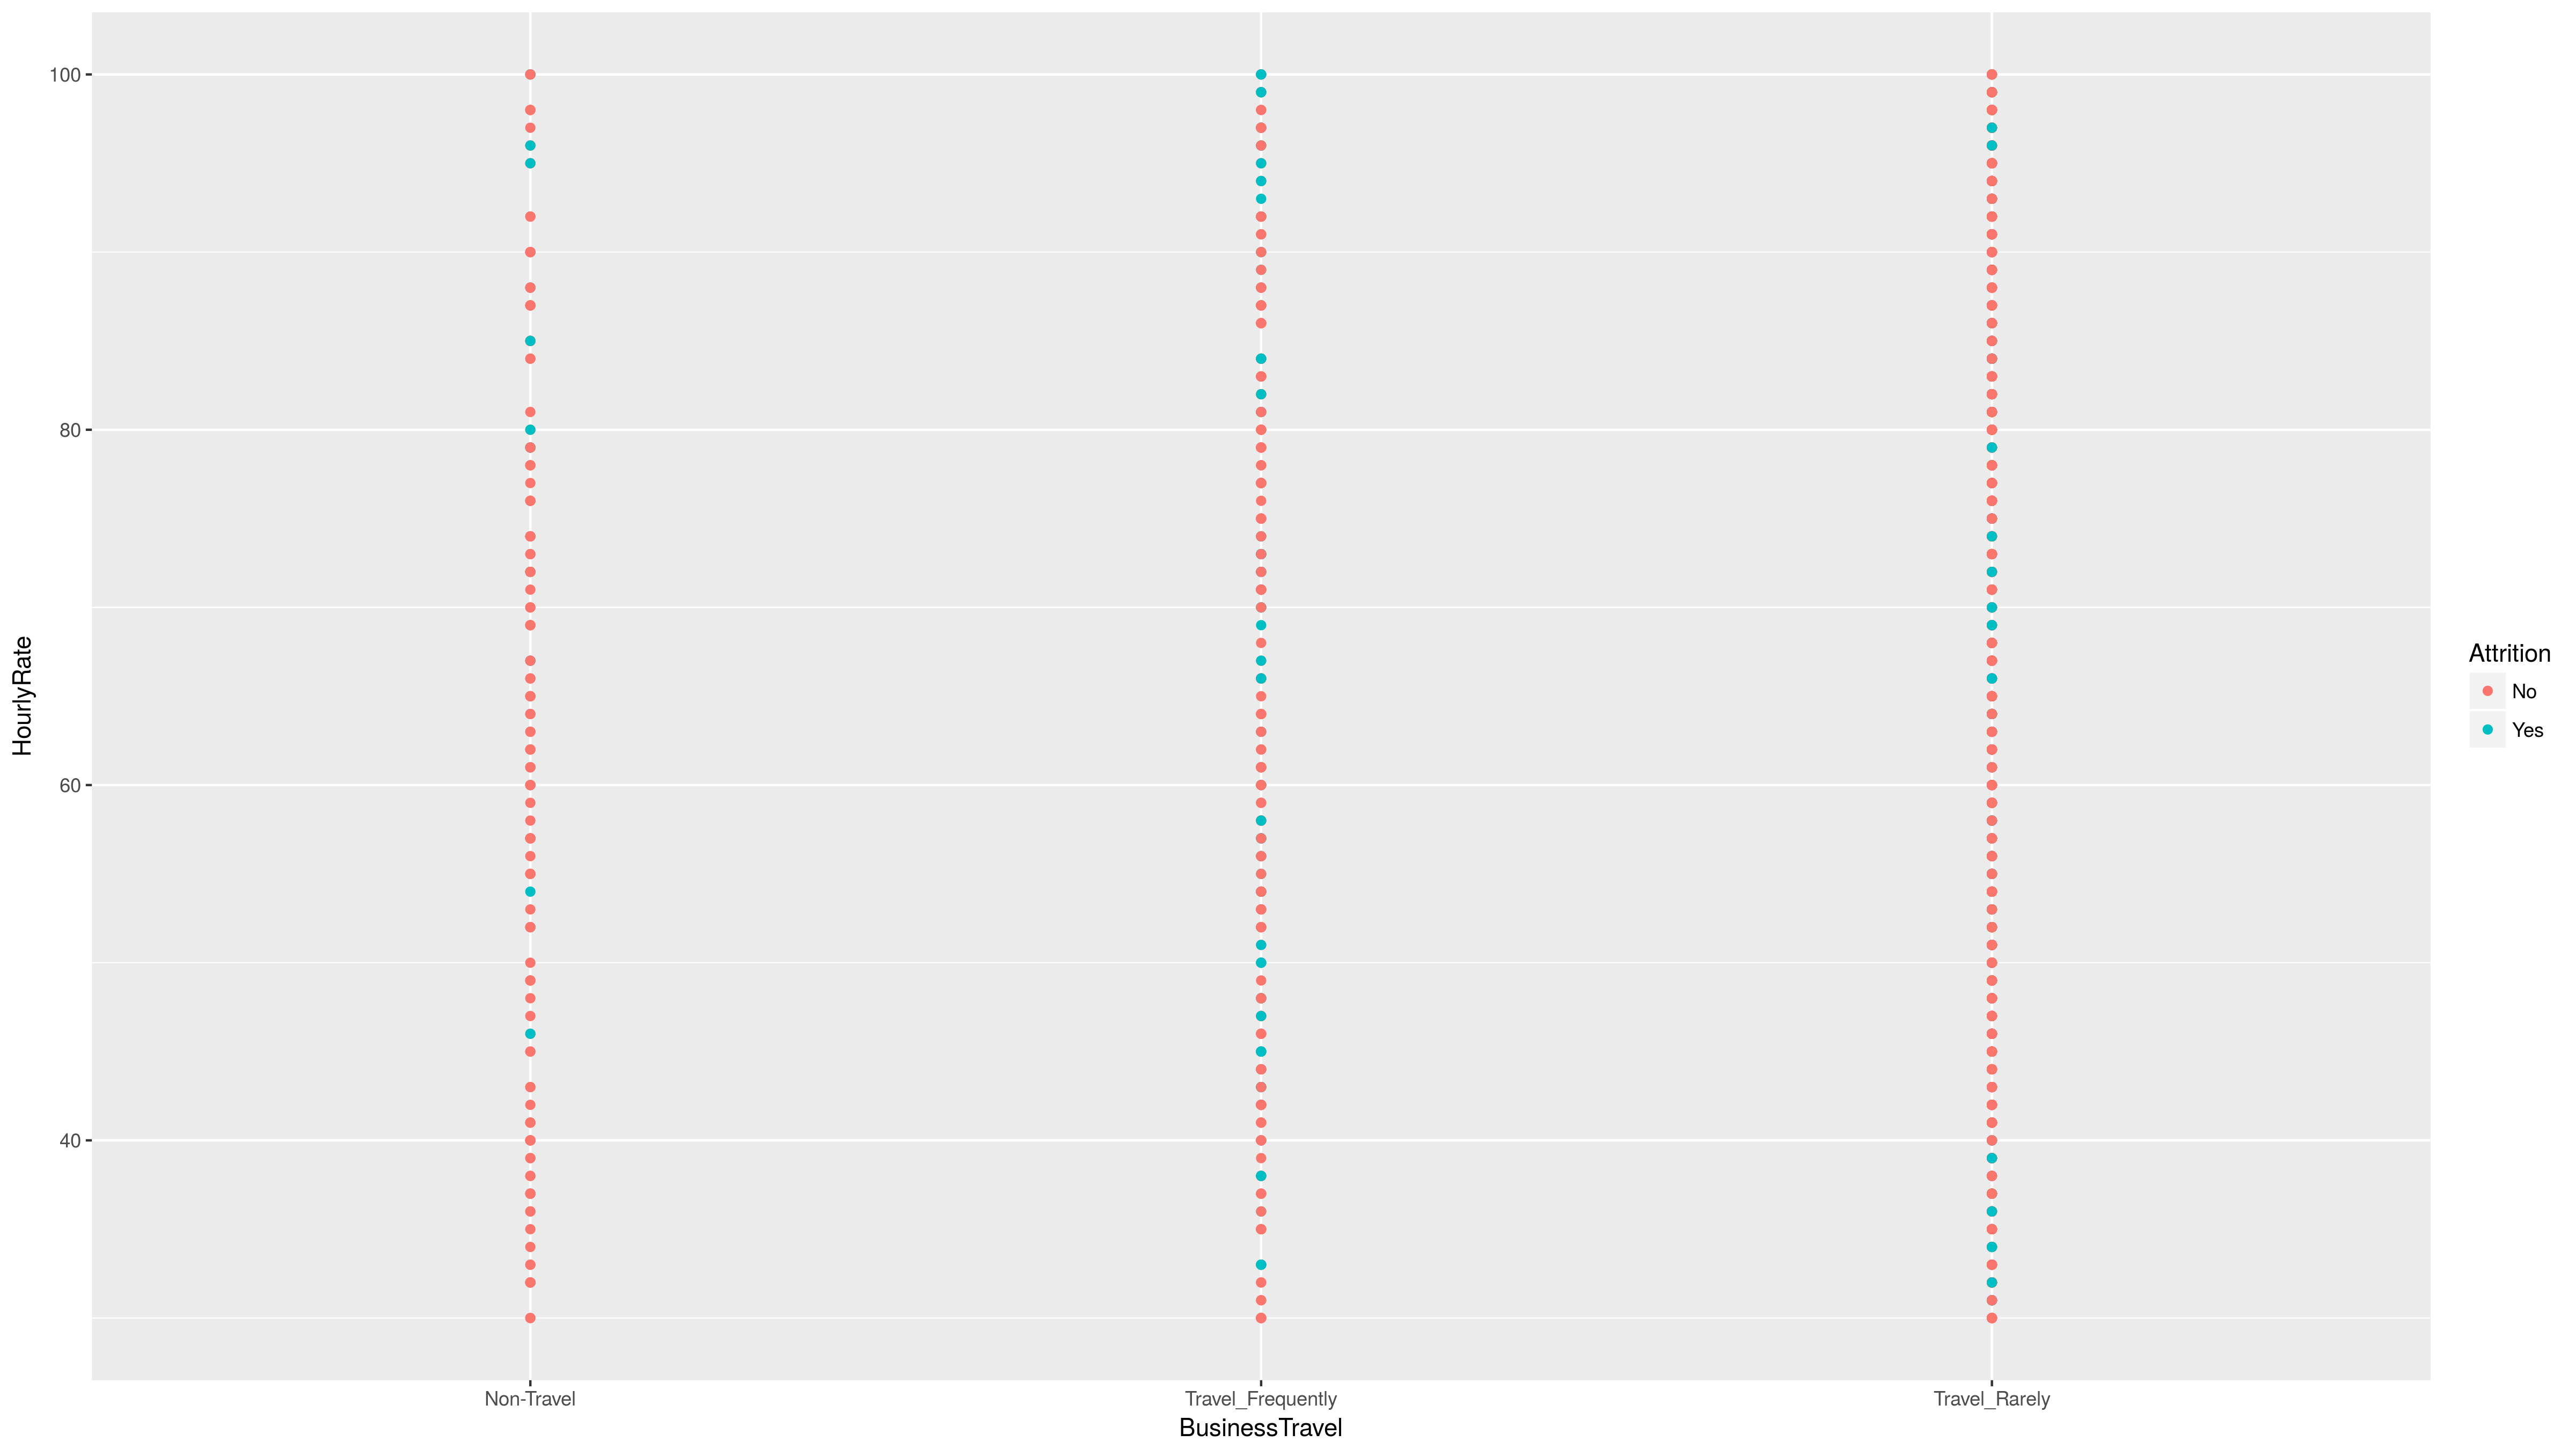 100
80
60
40
HourlyRate
Non-Travel
Travel_Frequently
Travel_Rarely
BusinessTravel
Attrition
No
Yes